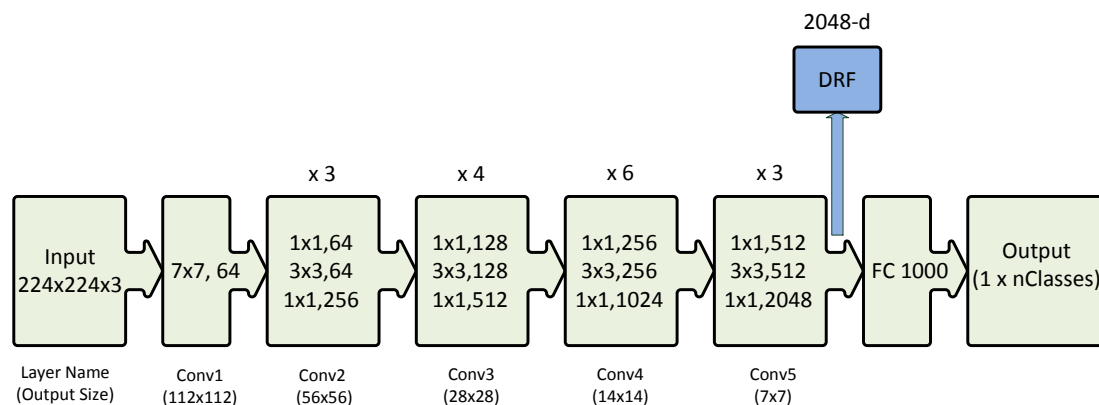 2048-d
DRF
x 3
x 4
x 6
x 3
Input
224x224x3
7x7, 64
1x1,64
3x3,64
1x1,256
1x1,128
3x3,128
1x1,512
1x1,256
3x3,256
1x1,1024
1x1,512
3x3,512
1x1,2048
FC 1000
Output
(1 x nClasses)
Layer Name
(Output Size)
Conv1
(112x112)
Conv2
(56x56)
Conv3
(28x28)
Conv4
(14x14)
Conv5
(7x7)